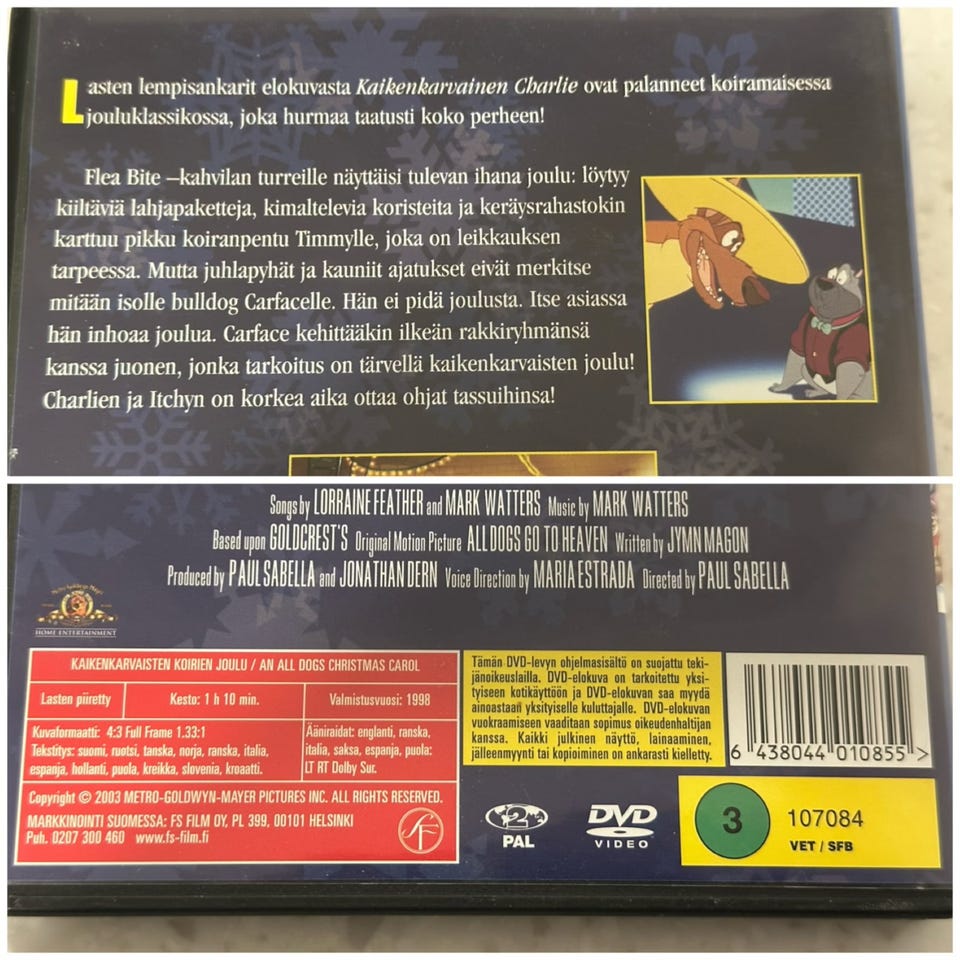 Lasten lempisankarit elokuvasta Kaikenkarvainen Charlie ovat palanneet koiramaisessa
jouluklassikossa, joka hurmaa taatusti koko perheen!
Flea Bite –kahvilan turreille näyttäisi tulevan ihana joulu: löytyy
kiiltäviä lahjapaketteja, kimaltelevia koristeita ja keräysrahastokin
karttuu pikku koiranpentu Timmylle, joka on leikkauksen
tarpeessa. Mutta juhlapyhät ja kauniit ajatukset eivät merkitse
mitään isolle bulldog Carfacelle. Hän ei pidä joulusta. Itse asiassa
hän inhoaa joulua. Carface kehittääkin ilkeän rakkiryhmänsä
kanssa juonen, jonka tarkoitus on tärvellä kaikenkarvaisten joulu!
Charlien ja Itchyn on korkea aika ottaa ohjat tassuihinsa!
Songs by LORRAINE FEATHER and MARK WATTERS Music by MARK WATTERS
Based upon GOLDCREST'S Original Motion Picture ALL DOGS GO TO HEAVEN Written by JYMN MAGON
Produced by PAUL SABELLA and JONATHAN DERN Voice Direction by MARIA ESTRADA Directed by PAUL SABELLA
HOME ENTERTAINMENT
KAIKENKARVAISTEN KOIRIEN JOULU / AN ALL DOGS CHRISTMAS CAROL
Lasten piirretty
Kesto: 1 h 10 min.
Valmistusvuosi: 1998
Kuvaformaatti: 4:3 Full Frame 1.33:1
Tekstitys: suomi, ruotsi, tanska, norja, ranska, italia,
espanja, hollanti, puola, kreikka, slovenia, kroaatti.
Ääniraidat: englanti, ranska,
italia, saksa, espanja, puola:
LT RT Dolby Sur.
Copyright © 2003 METRO-GOLDWYN-MAYER PICTURES INC. ALL RIGHTS RESERVED.
MARKKINOINTI SUOMESSA: FS FILM OY, PL 399, 00101 HELSINKI
Puh. 0207 300 460 www.fs-film.fi
SF
Tämän DVD-levyn ohjelmasisältö on suojattu teki-
jänoikeuslailla. DVD-elokuva on tarkoitettu yksi-
tyiseen kotikäyttöön ja DVD-elokuvan saa myydä
ainoastaan yksityiselle kuluttajalle. DVD-elokuvan
vuokraamiseen vaaditaan sopimus oikeudenhaltijan
kanssa. Kaikki julkinen näyttö, lainaaminen,
jälleenmyynti tai kopioiminen on ankarasti kielletty.
6 438044 010855 >
2
PAL
DVD
VIDEO
3
107084
VET / SFB